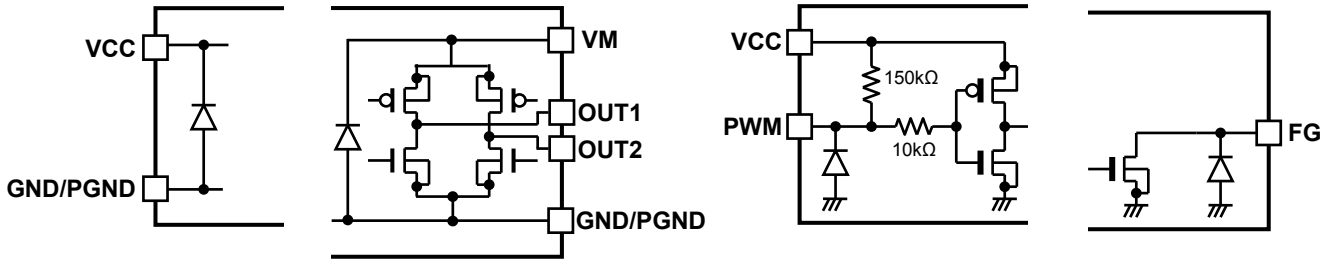 VCC
GND/PGND
VM
OUT1
OUT2
GND/PGND
VCC
150kΩ
PWM
10kΩ
FG